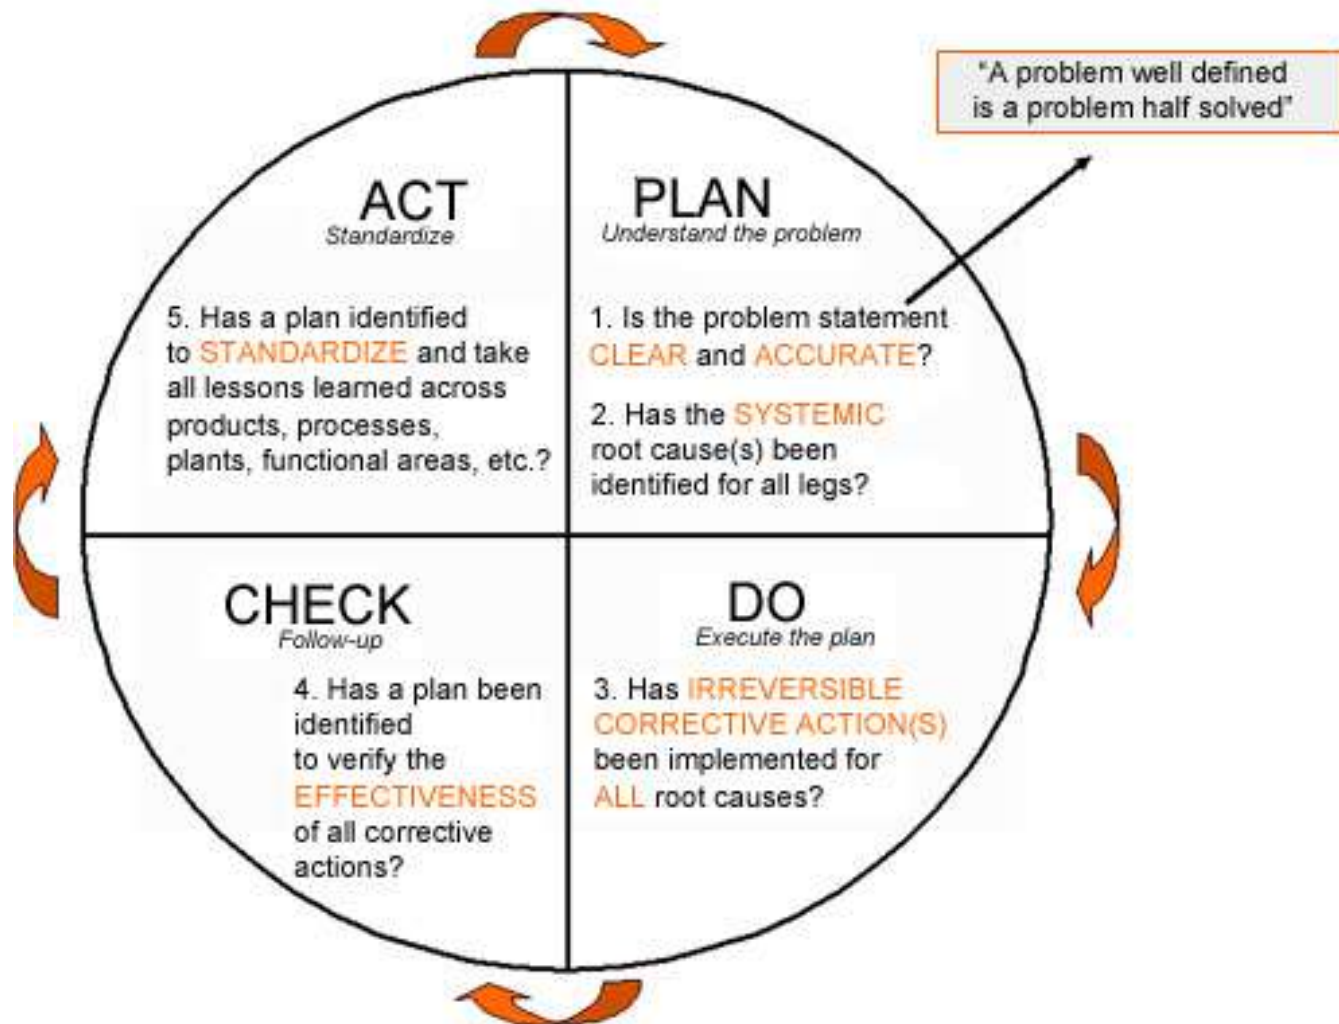 "A problem well defined
is a problem half solved"
ACT
Standardize
5. Has a plan identified
to STANDARDIZE and take
all lessons learned across
products, processes,
plants, functional areas, etc.?
PLAN
Understand the problem
1. Is the problem statement
CLEAR and ACCURATE?
2. Has the SYSTEMIC
root cause(s) been
identified for all legs?
CHECK
Follow-up
4. Has a plan been
identified
to verify the
EFFECTIVENESS
of all corrective
actions?
DO
Execute the plan
3. Has IRREVERSIBLE
CORRECTIVE ACTION(S)
been implemented for
ALL root causes?